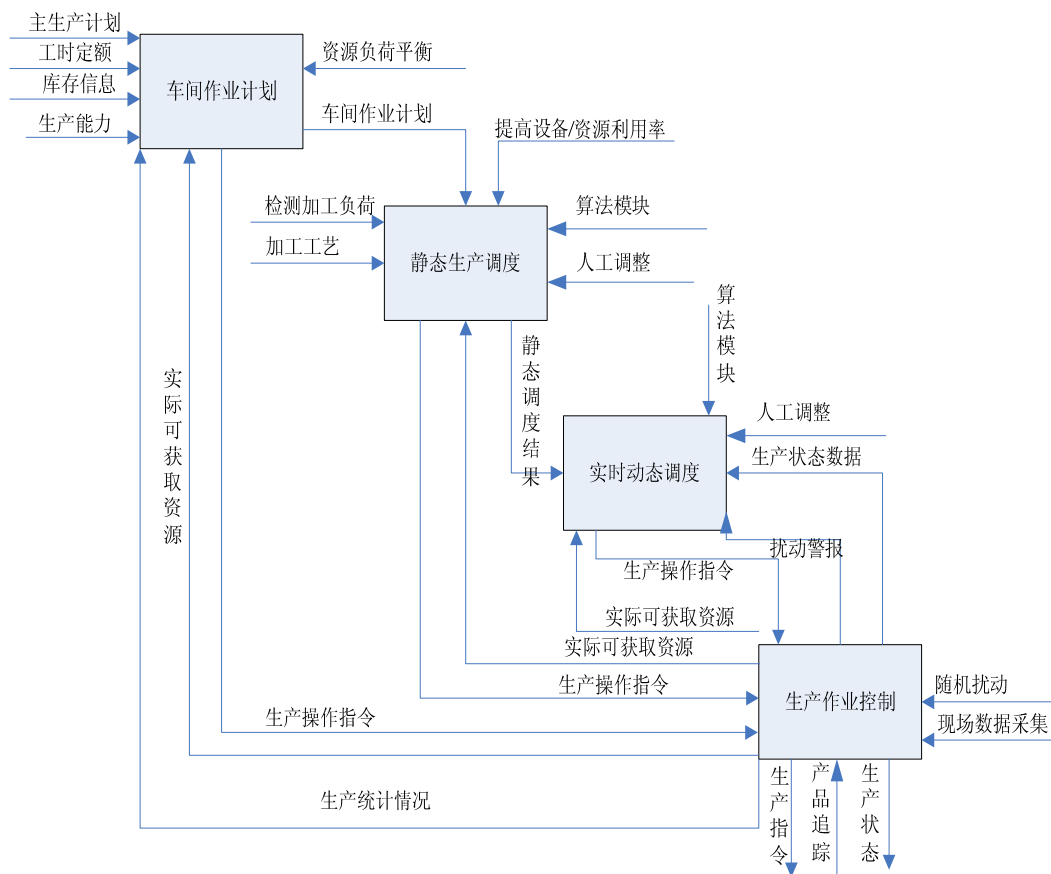 主生产计划
工时定额
库存信息
生产能力
车间作业计划
资源负荷平衡
车间作业计划
提高设备/资源利用率
检测加工负荷
加工工艺
静态生产调度
算法模块
人工调整
算法模块
静态调度结果
实际可获取资源
人工调整
生产状态数据
实时动态调度
扰动警报
生产操作指令
实际可获取资源
实际可获取资源
生产操作指令
生产操作指令
生产作业控制
随机扰动
现场数据采集
生产统计情况
生产指令
产品追踪
生产状态